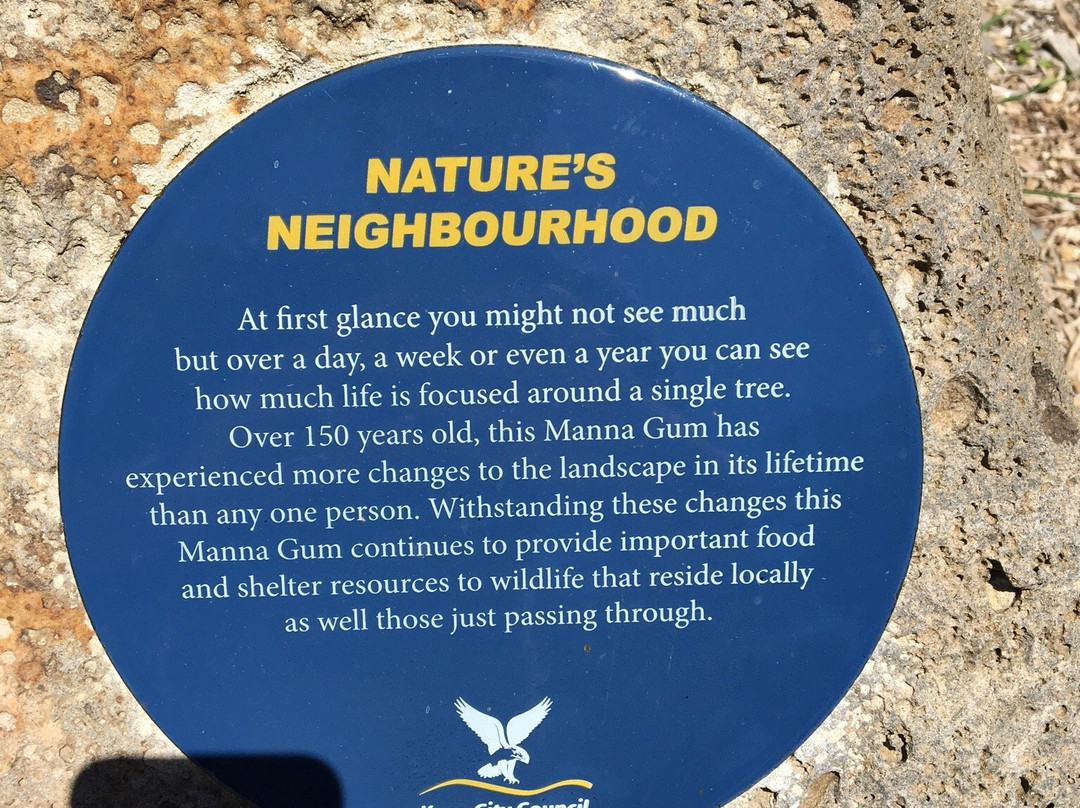 NATURE'S
NEIGHBOURHOOD
At first glance you might not see much
but over a day, a week or even a year you can see
how much life is focused around a single tree.
Over 150 years old, this Manna Gum has
experienced more changes to the landscape in its lifetime
than any one person. Withstanding these changes this
Manna Gum continues to provide important food
and shelter resources to wildlife that reside locally
as well those just passing through.
City Council